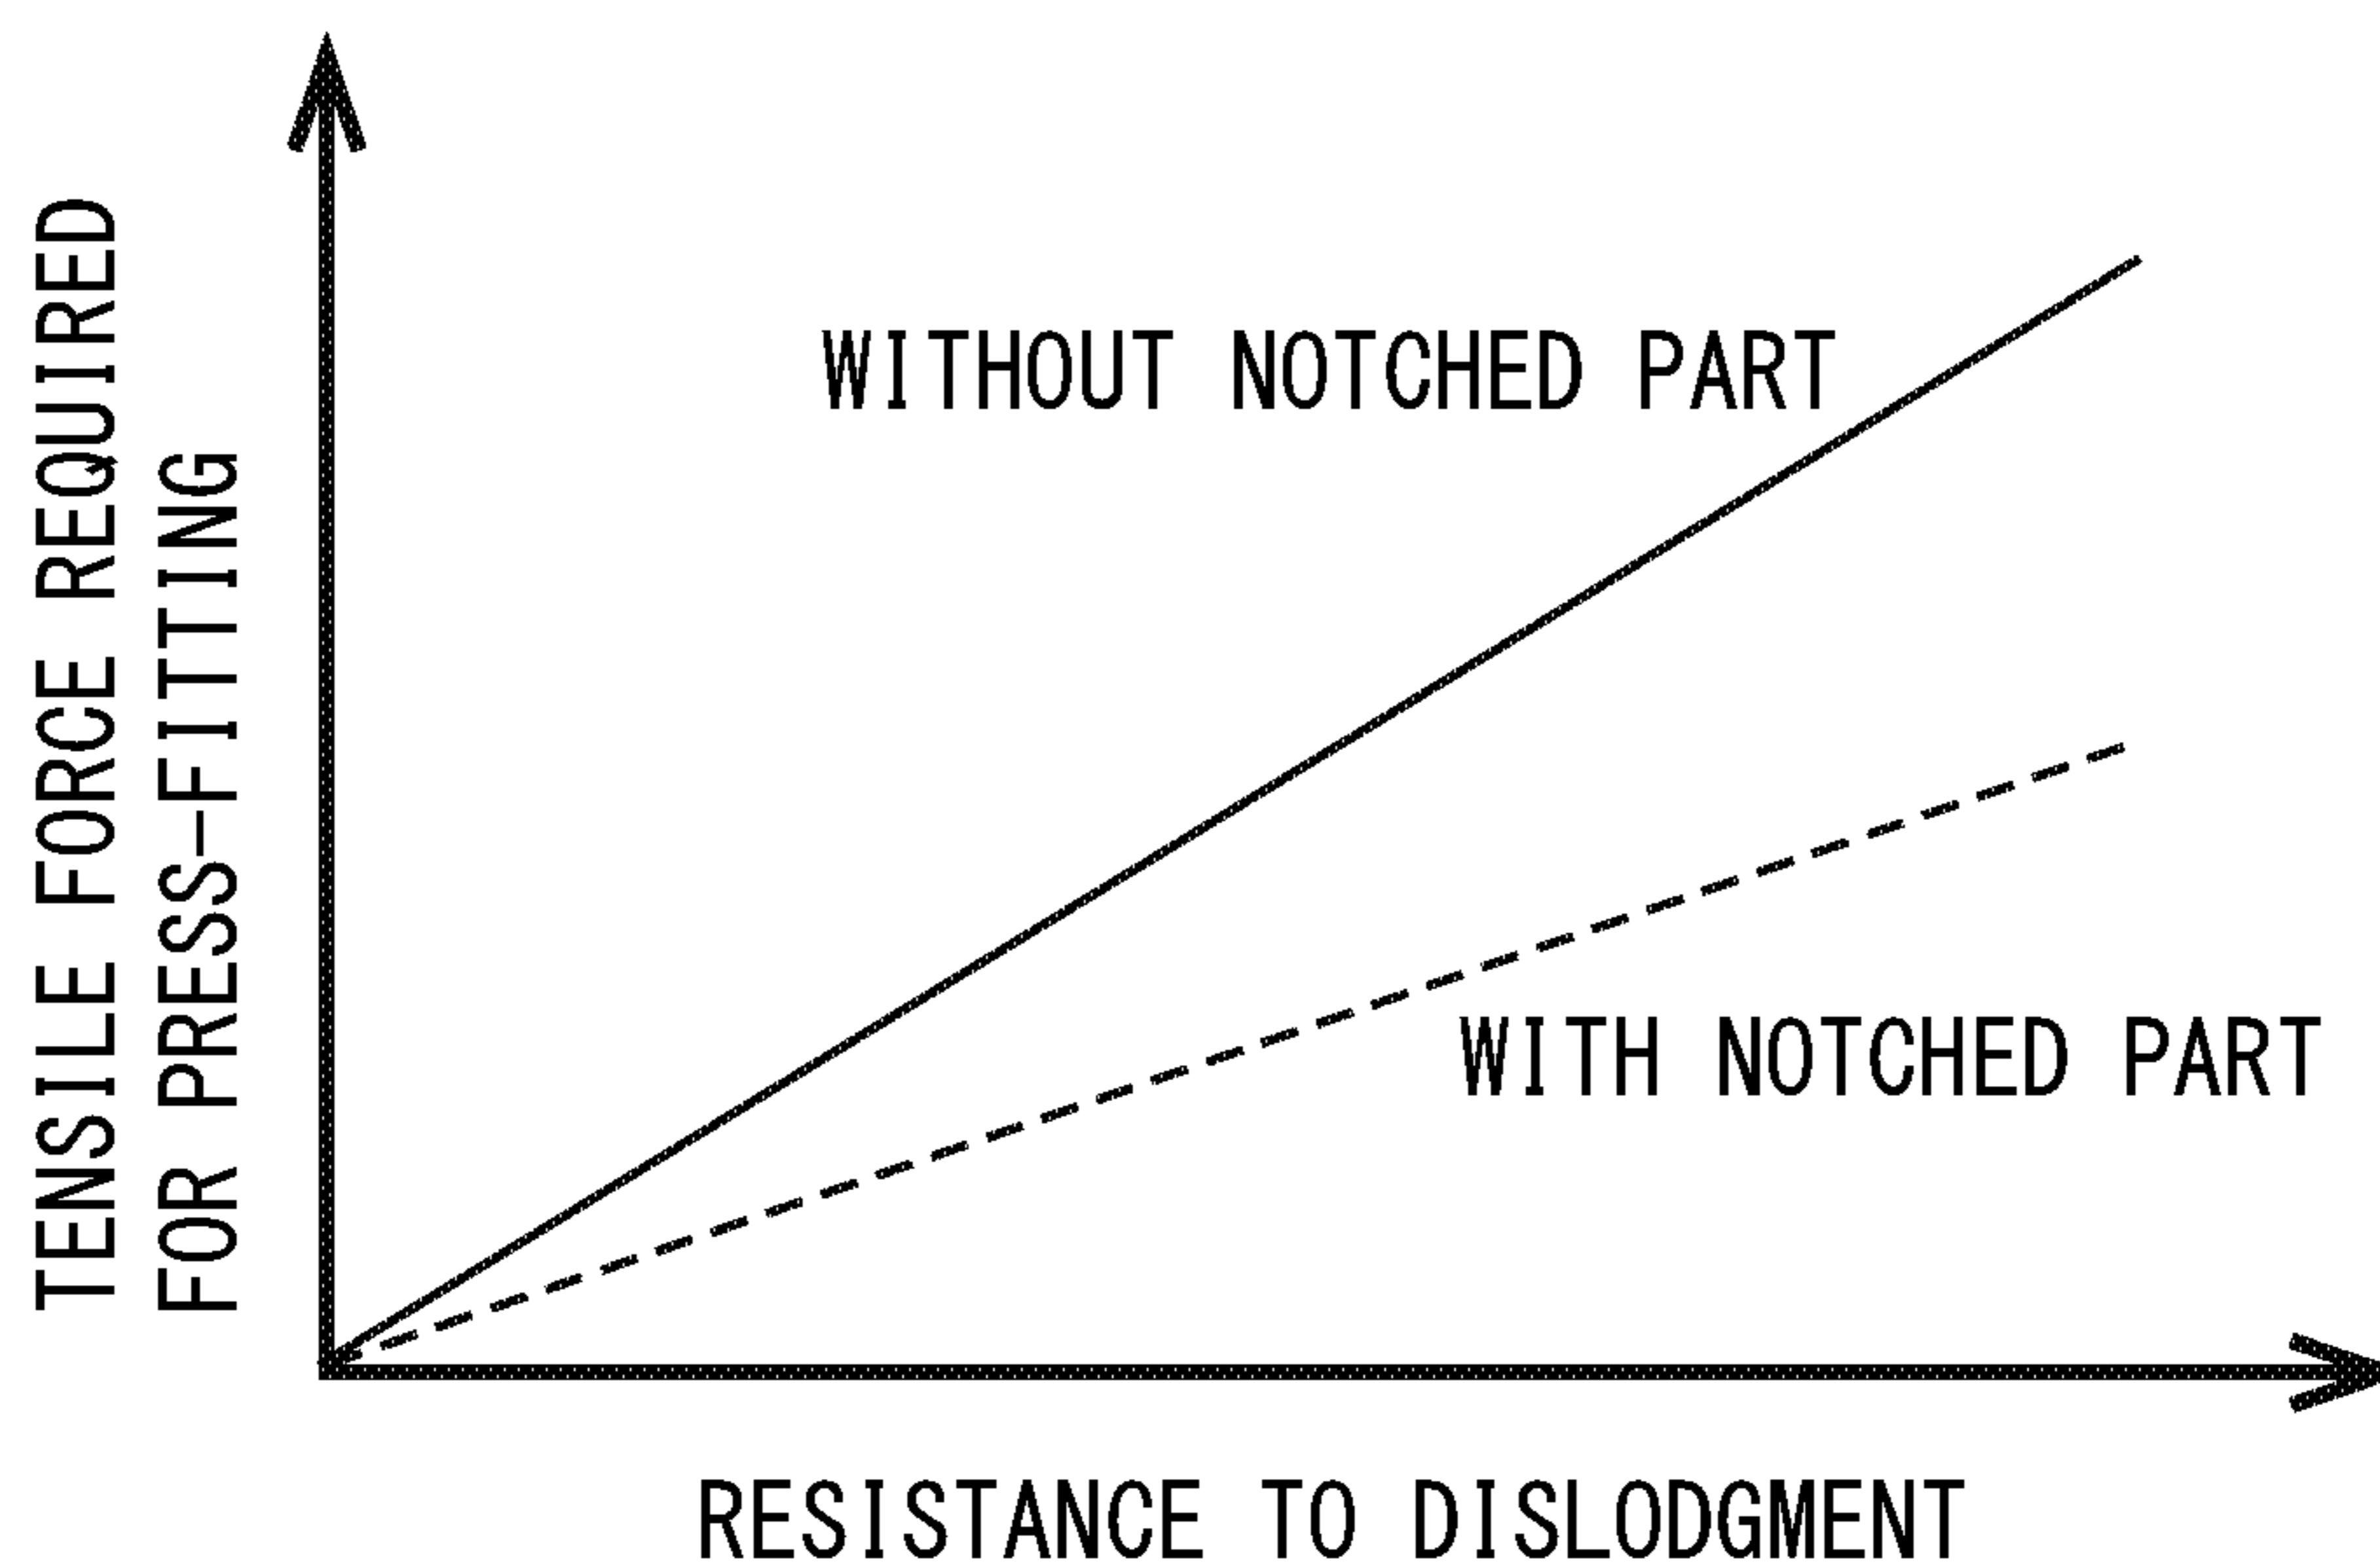 TENSILE FORCE REQUIRED
FOR PRESS-FITTING
WITHOUT NOTCHED PART
WITH NOTCHED PART
RESISTANCE TO DISLODGMENT